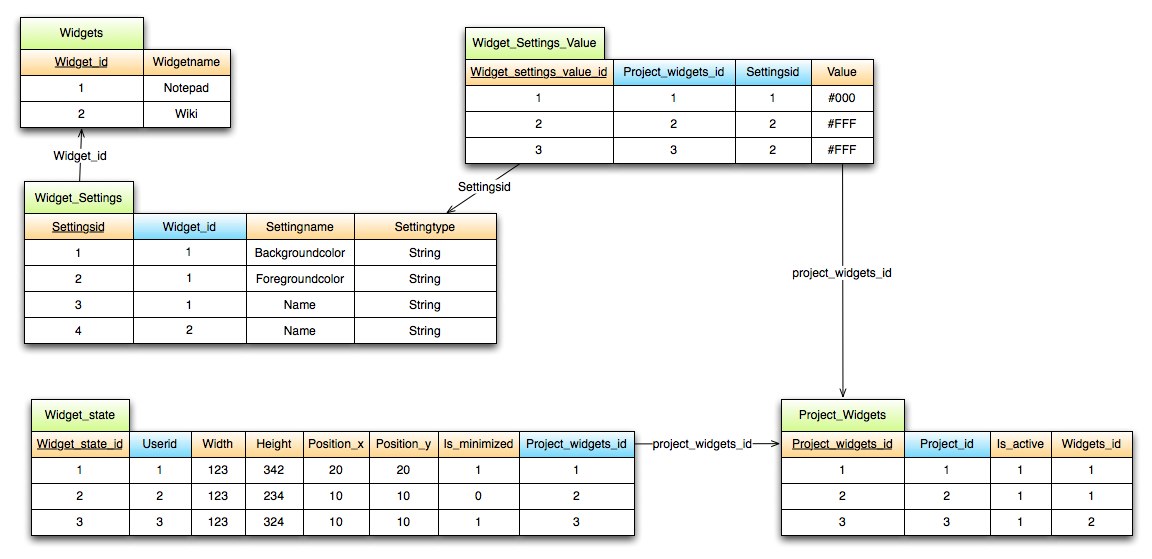 Widgets
Widget_id Widgetname
1 Notepad
2 Wiki
Widget_id
Widget_Settings_Value
Widget_settings_value_id Project_widgets_id Settingsid Value
1 1 1 #000
2 2 2 #FFF
3 3 2 #FFF
Settingsid
project_widgets_id
Widget_Settings
Settingsid Widget_id Settingname Settingtype
1 1 Backgroundcolor String
2 1 Foregroundcolor String
3 1 Name String
4 2 Name String
Widget_state
Widget_state_id Userid Width Height Position_x Position_y Is_minimized Project_widgets_id
1 1 123 342 20 20 1 1
2 2 123 234 10 10 0 2
3 3 123 324 10 10 1 3
project_widgets_id
Project_Widgets
Project_widgets_id Project_id Is_active Widgets_id
1 1 1 1
2 2 1 1
3 3 1 2